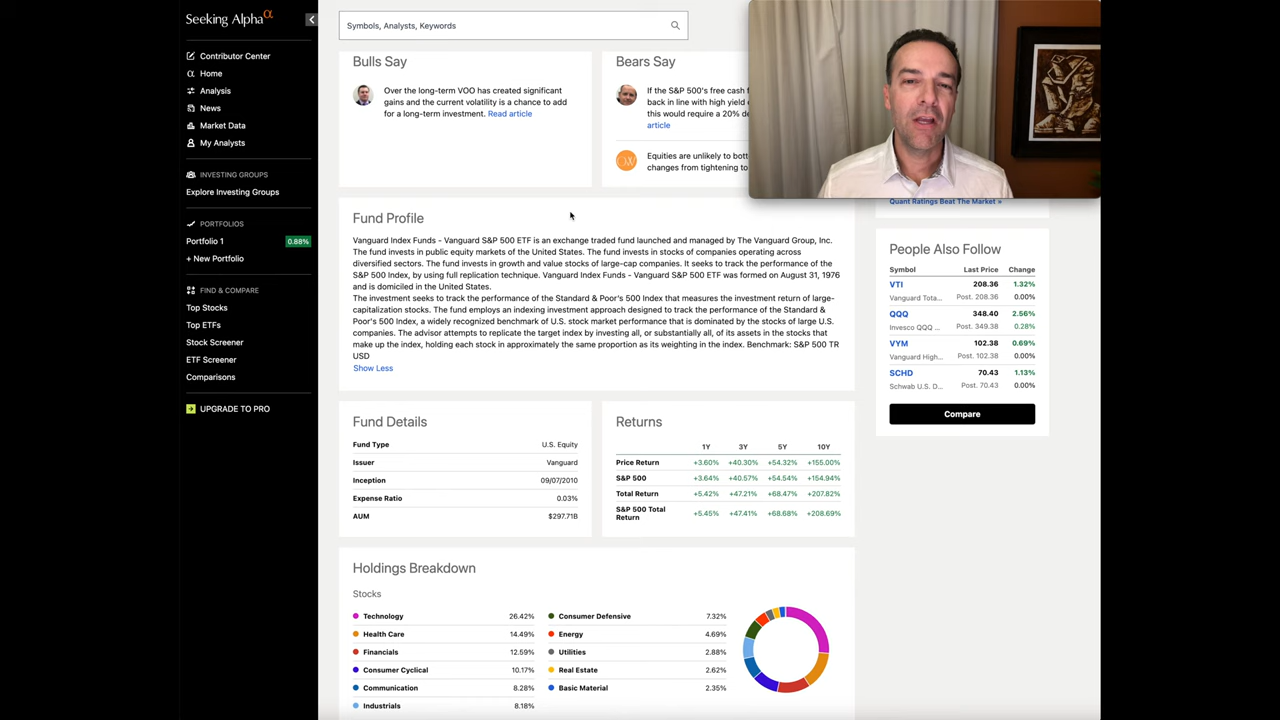 Seeking Alpha α
Symbols, Analysts, Keywords
Contributor Center
Home
Analysis
News
Market Data
My Analysts
INVESTING GROUPS
Explore Investing Groups
PORTFOLIOS
Portfolio 1 0.88%
+ New Portfolio
FIND & COMPARE
Top Stocks
Top ETFs
Stock Screener
ETF Screener
Comparisons
UPGRADE TO PRO
Bulls Say
Over the long-term VOO has created significant
gains and the current volatility is a chance to add
for a long-term investment. Read article
Bears Say
If the S&P 500's free cash
back in line with high yield
this would require a 20%
article
Equities are unlikely to
changes from tightening to
Fund Profile
Vanguard Index Funds - Vanguard S&P 500 ETF is an exchange traded fund launched and managed by The Vanguard Group, Inc.
The fund invests in public equity markets of the United States. The fund invests in stocks of companies operating across
diversified sectors. The fund invests in growth and value stocks of large-cap companies. It seeks to track the performance of the
S&P 500 Index, by using full replication technique. Vanguard Index Funds - Vanguard S&P 500 ETF was formed on August 31, 1976
and is domiciled in the United States.
The investment seeks to track the performance of the Standard & Poor's 500 Index that measures the investment return of large-
capitalization stocks. The fund employs an indexing investment approach designed to track the performance of the Standard &
Poor's 500 Index, a widely recognized benchmark of U.S. stock market performance that is dominated by the stocks of large U.S.
companies. The advisor attempts to replicate the target index by investing all, or substantially all, of its assets in the stocks that
make up the index, holding each stock in approximately the same proportion as its weighting in the index. Benchmark: S&P 500 TR
USD
Show Less
Fund Details
Fund Type U.S. Equity
Issuer Vanguard
Inception 09/07/2010
Expense Ratio 0.03%
AUM $297.71B
Returns
1Y 3Y 5Y 10Y
Price Return +3.60% +40.30% +54.32% +155.00%
S&P 500 +3.64% +40.57% +54.54% +154.94%
Total Return +5.42% +47.21% +68.47% +207.82%
S&P 500 Total
Return +5.45% +47.41% +68.68% +208.69%
Holdings Breakdown
Stocks
Technology 26.42%
Health Care 14.49%
Financials 12.59%
Consumer Cyclical 10.17%
Communication 8.28%
Industrials 8.18%
Consumer Defensive 7.32%
Energy 4.69%
Utilities 2.88%
Real Estate 2.62%
Basic Material 2.35%
Quant Ratings Beat The Market »
People Also Follow
Symbol Last Price Change
VTI 208.36 1.32%
Vanguard Tota... Post. 208.36 0.00%
QQQ 348.40 2.56%
Invesco QQQ ... Post. 349.38 0.28%
VYM 102.38 0.69%
Vanguard High... Post. 102.38 0.00%
SCHD 70.43 1.13%
Schwab U.S. D... Post. 70.43 0.00%
Compare